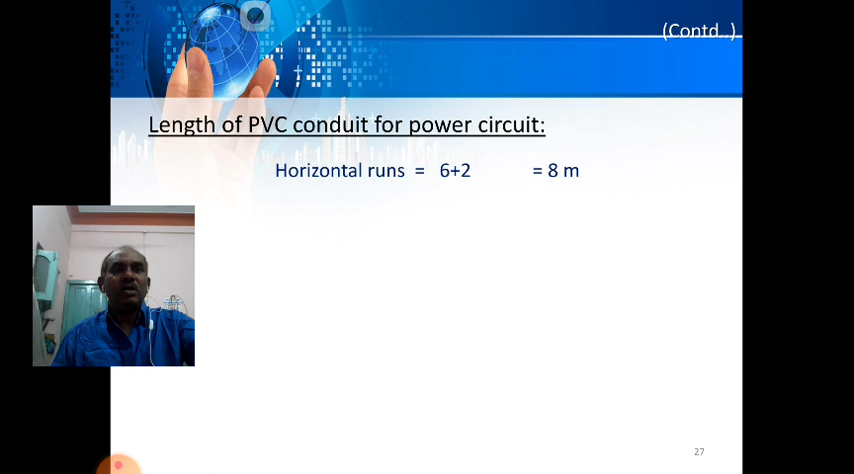 (Contd..)
Length of PVC conduit for power circuit:
Horizontal runs = 6+2 = 8 m
27